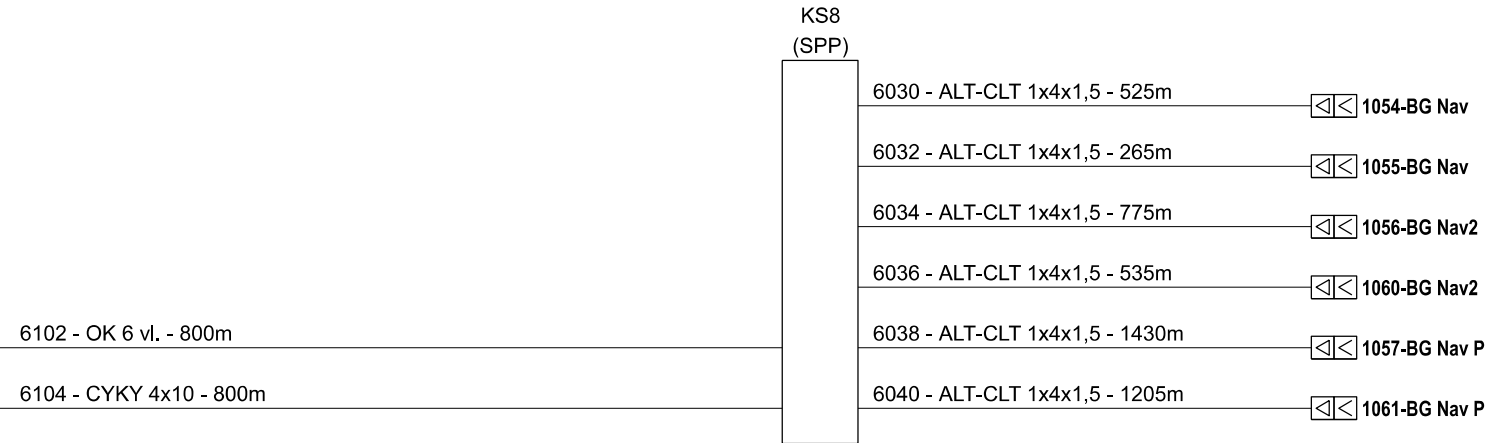 KS8
(SPP)
6030 - ALT-CLT 1x4x1,5 - 525m
1054-BG Nav
6032 - ALT-CLT 1x4x1,5 - 265m
1055-BG Nav
6034 - ALT-CLT 1x4x1,5 - 775m
1056-BG Nav2
6036 - ALT-CLT 1x4x1,5 - 535m
1060-BG Nav2
6102 - OK 6 vl. - 800m
6038 - ALT-CLT 1x4x1,5 - 1430m
1057-BG Nav P
6104 - CYKY 4x10 - 800m
6040 - ALT-CLT 1x4x1,5 - 1205m
1061-BG Nav P